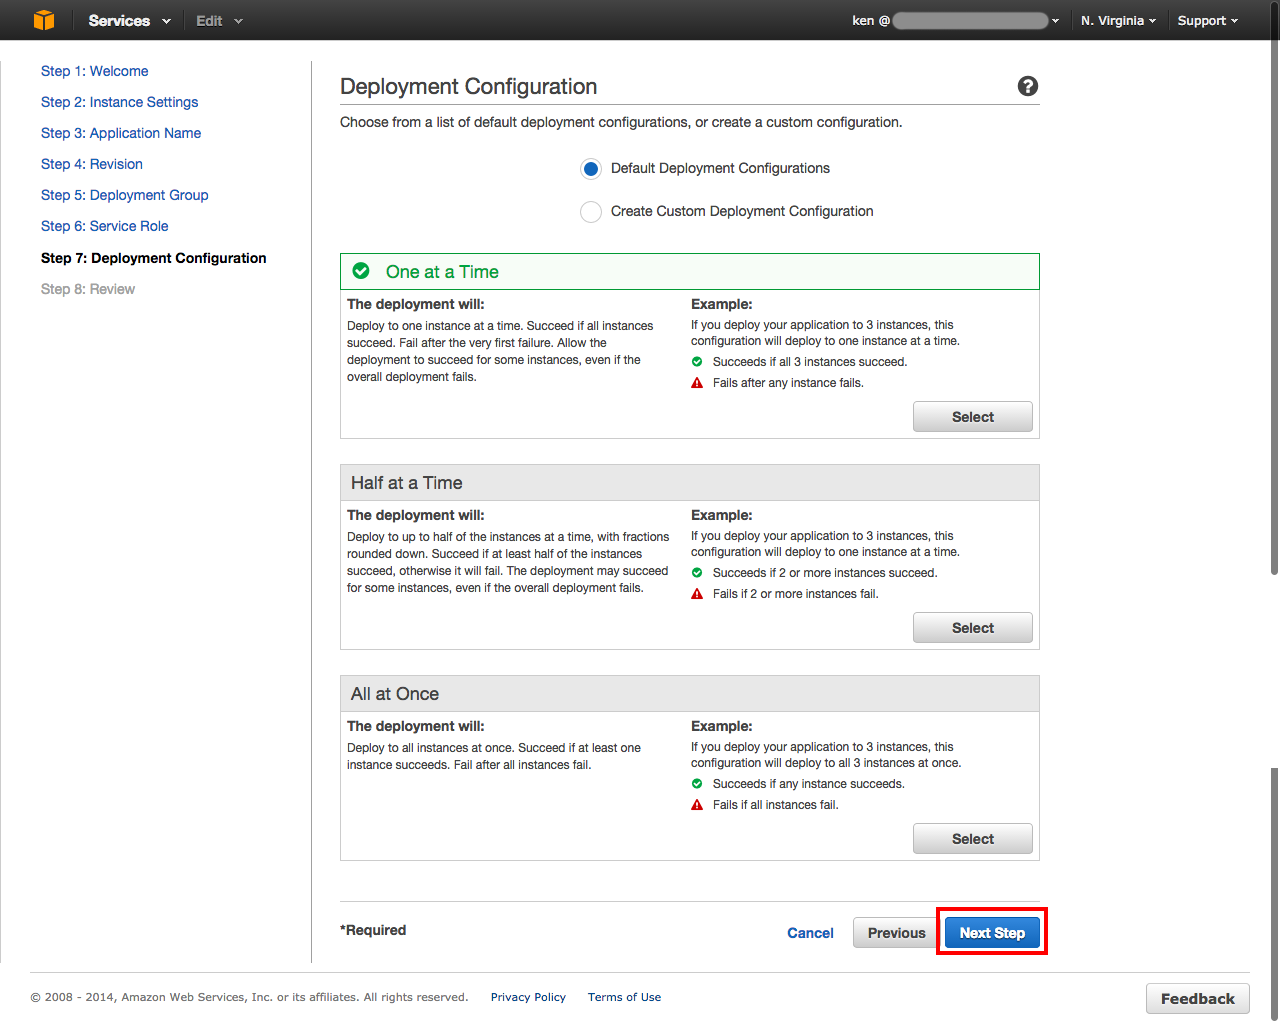 Services Edit ken @ N. Virginia Support
Step 1: Welcome
Step 2: Instance Settings
Step 3: Application Name
Step 4: Revision
Step 5: Deployment Group
Step 6: Service Role
Step 7: Deployment Configuration
Step 8: Review
Deployment Configuration
?
Choose from a list of default deployment configurations, or create a custom configuration.
Default Deployment Configurations
Create Custom Deployment Configuration
One at a Time
The deployment will:
Deploy to one instance at a time. Succeed if all instances
succeed. Fail after the very first failure. Allow the
deployment to succeed for some instances, even if the
overall deployment fails.
Example:
If you deploy your application to 3 instances, this
configuration will deploy to one instance at a time.
Succeeds if all 3 instances succeed.
Fails after any instance fails.
Select
Half at a Time
The deployment will:
Deploy to up to half of the instances at a time, with fractions
rounded down. Succeed if at least half of the instances
succeed, otherwise it will fail. The deployment may succeed
for some instances, even if the overall deployment fails.
Example:
If you deploy your application to 3 instances, this
configuration will deploy to one instance at a time.
Succeeds if 2 or more instances succeed.
Fails if 2 or more instances fail.
Select
All at Once
The deployment will:
Deploy to all instances at once. Succeed if at least one
instance succeeds. Fail after all instances fail.
Example:
If you deploy your application to 3 instances, this
configuration will deploy to all 3 instances at once.
Succeeds if any instance succeeds.
Fails if all instances fail.
Select
*Required
Cancel Previous Next Step
© 2008 - 2014, Amazon Web Services, Inc. or its affiliates. All rights reserved. Privacy Policy Terms of Use
Feedback